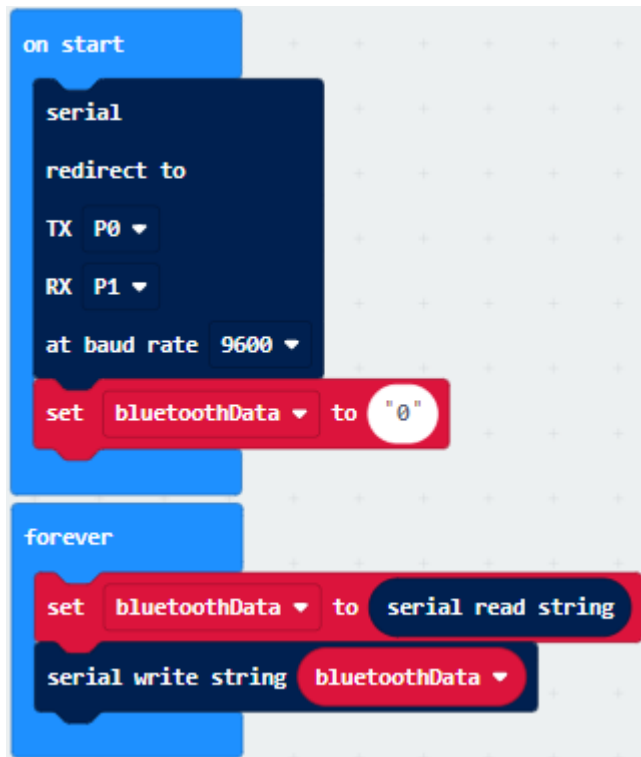 on start
serial
redirect to
TX P0
RX P1
at baud rate 9600
set bluetoothData to "0"
forever
set bluetoothData to serial read string
serial write string bluetoothData